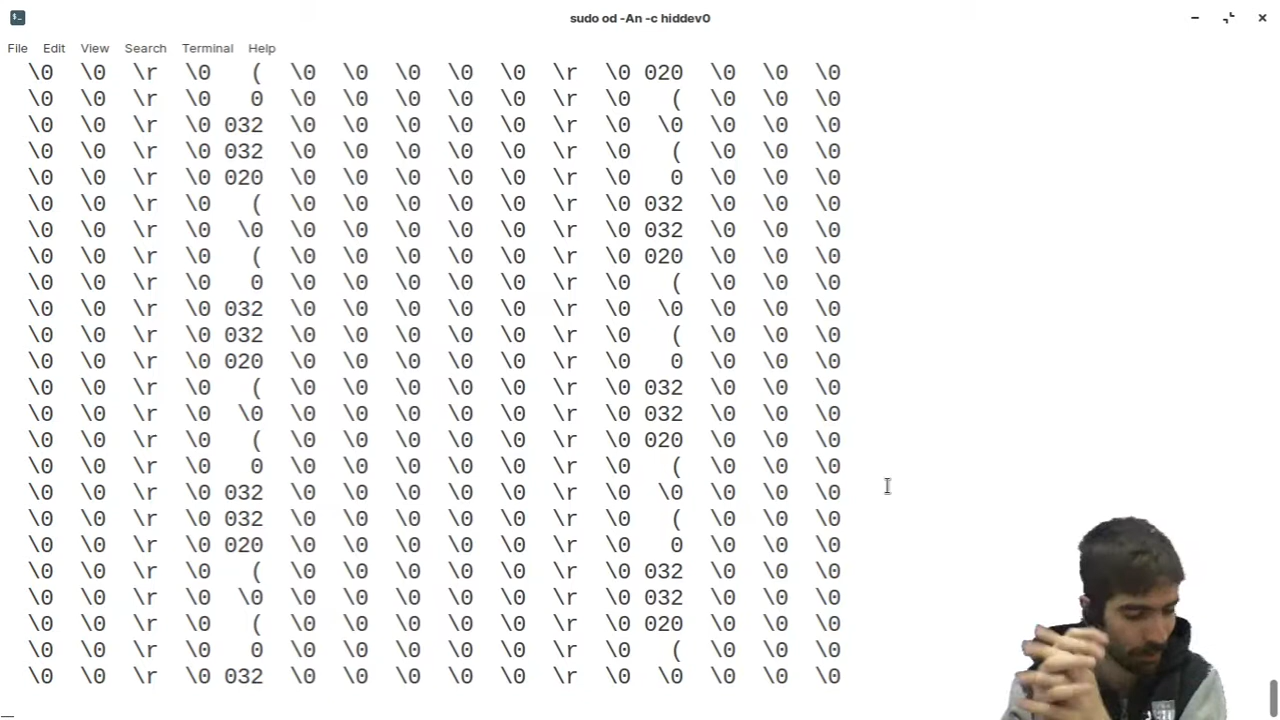 sudo od -An -c hiddev0
File Edit View Search Terminal Help
\0 \0 \r \0 ( \0 \0 \0 \0 \0 \r \0 020 \0 \0 \0
\0 \0 \r \0 0 \0 \0 \0 \0 \0 \r \0 ( \0 \0 \0
\0 \0 \r \0 032 \0 \0 \0 \0 \0 \r \0 \0 \0 \0 \0
\0 \0 \r \0 032 \0 \0 \0 \0 \0 \r \0 ( \0 \0 \0
\0 \0 \r \0 020 \0 \0 \0 \0 \0 \r \0 0 \0 \0 \0
\0 \0 \r \0 ( \0 \0 \0 \0 \0 \r \0 032 \0 \0 \0
\0 \0 \r \0 \0 \0 \0 \0 \0 \0 \r \0 032 \0 \0 \0
\0 \0 \r \0 ( \0 \0 \0 \0 \0 \r \0 020 \0 \0 \0
\0 \0 \r \0 0 \0 \0 \0 \0 \0 \r \0 ( \0 \0 \0
\0 \0 \r \0 032 \0 \0 \0 \0 \0 \r \0 \0 \0 \0 \0
\0 \0 \r \0 032 \0 \0 \0 \0 \0 \r \0 ( \0 \0 \0
\0 \0 \r \0 020 \0 \0 \0 \0 \0 \r \0 0 \0 \0 \0
\0 \0 \r \0 ( \0 \0 \0 \0 \0 \r \0 032 \0 \0 \0
\0 \0 \r \0 \0 \0 \0 \0 \0 \0 \r \0 032 \0 \0 \0
\0 \0 \r \0 ( \0 \0 \0 \0 \0 \r \0 020 \0 \0 \0
\0 \0 \r \0 0 \0 \0 \0 \0 \0 \r \0 ( \0 \0 \0
\0 \0 \r \0 032 \0 \0 \0 \0 \0 \r \0 \0 \0 \0 \0
\0 \0 \r \0 032 \0 \0 \0 \0 \0 \r \0 ( \0 \0 \0
\0 \0 \r \0 020 \0 \0 \0 \0 \0 \r \0 0 \0 \0 \0
\0 \0 \r \0 ( \0 \0 \0 \0 \0 \r \0 032 \0 \0 \0
\0 \0 \r \0 \0 \0 \0 \0 \0 \0 \r \0 032 \0 \0 \0
\0 \0 \r \0 ( \0 \0 \0 \0 \0 \r \0 020 \0 \0 \0
\0 \0 \r \0 0 \0 \0 \0 \0 \0 \r \0 ( \0 \0 \0
\0 \0 \r \0 032 \0 \0 \0 \0 \0 \r \0 \0 \0 \0 \0